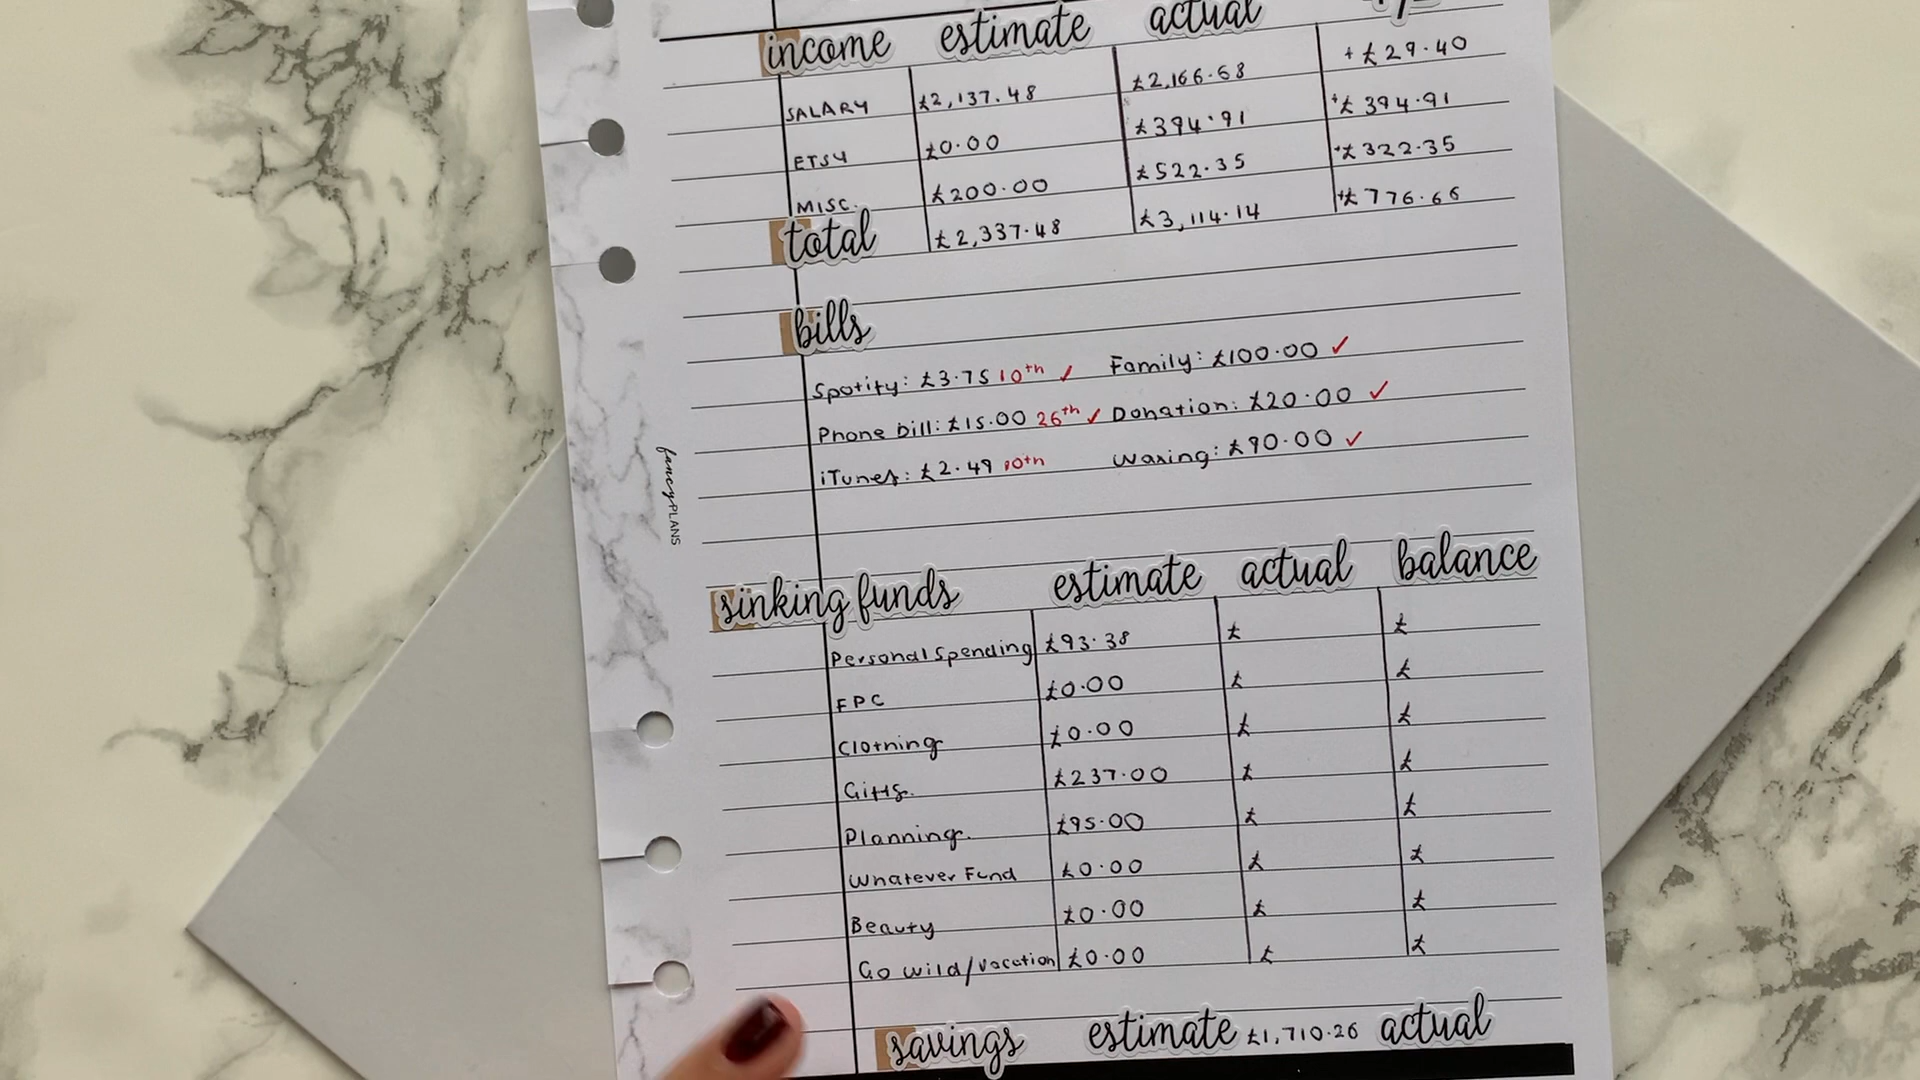 income estimate actual
SALARY £2,137.48 £2,166.68 +£29.40
ETSY £0.00 £394.91 +£394.91
MISC. £200.00 £522.35 +£322.35
total £2,337.48 £3,114.14 +£776.66
bills
Spotify: £3.75 10th ✓ Family: £100.00 ✓
Phone bill: £15.00 26th ✓ Donation: £20.00 ✓
iTunes: £2.49 10th Waxing: £90.00 ✓
fancyPLANS
sinking funds estimate actual balance
Personal Spending £93.38 £ £
FPC £0.00 £ £
Clothing £0.00 £ £
Gifts. £237.00 £ £
Planning. £95.00 £ £
Whatever Fund £0.00 £ £
Beauty £0.00 £ £
Go wild/vacation £0.00 £ £
savings estimate £1,710.26 actual